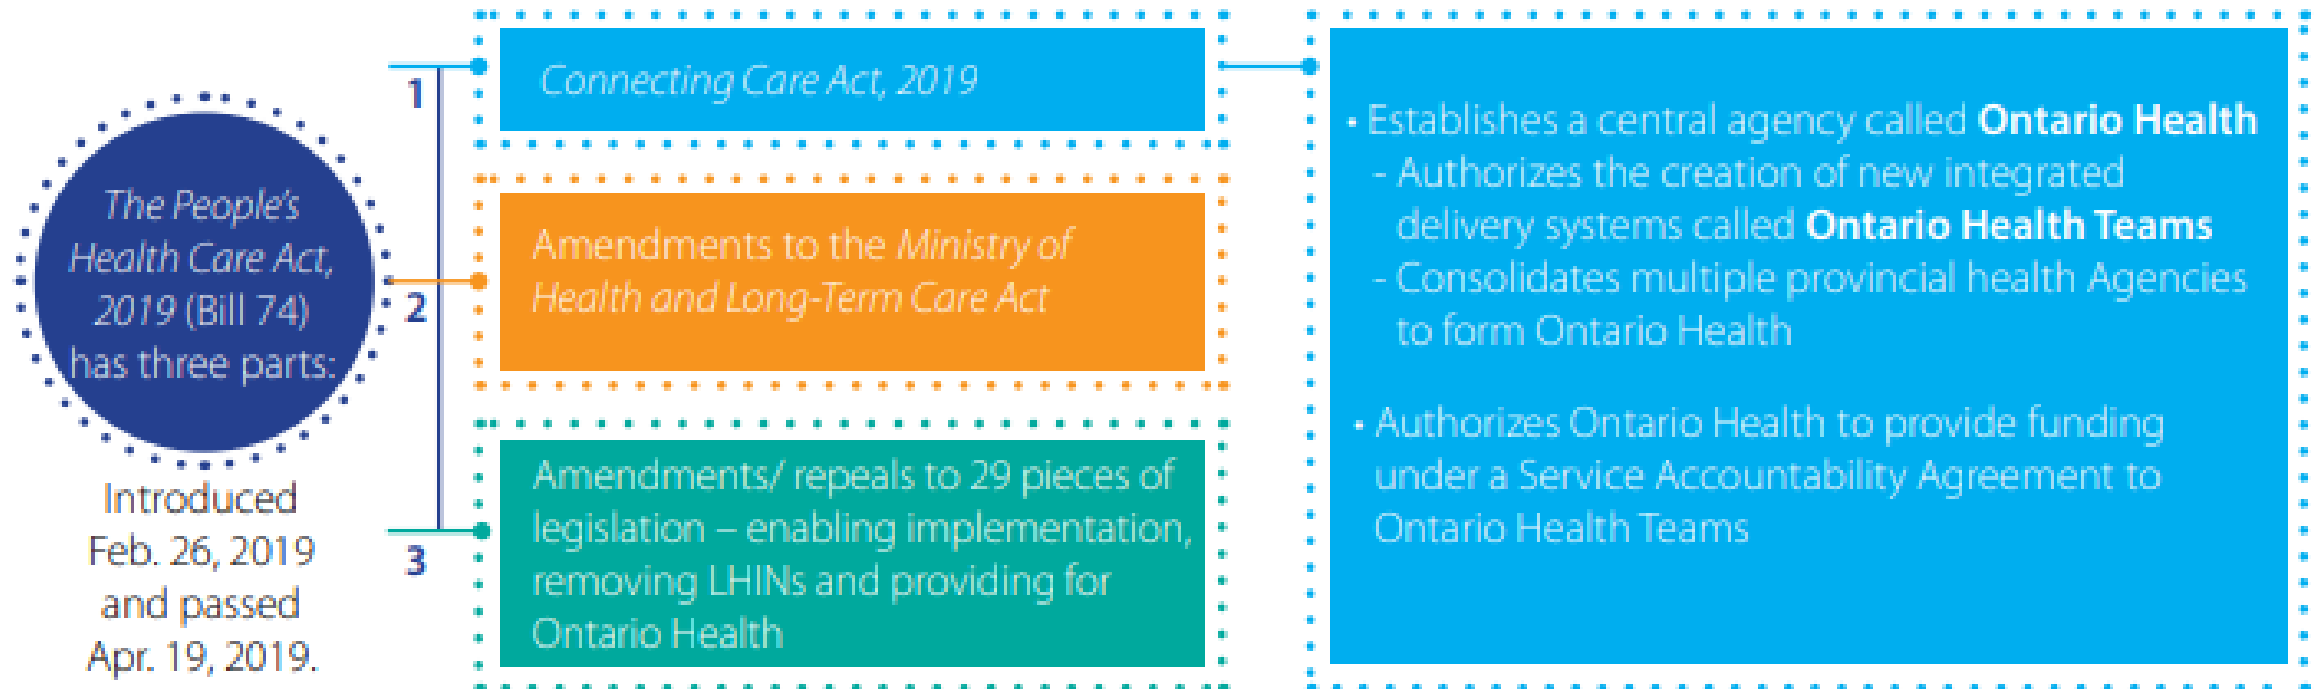 The People's
Health Care Act,
2019 (Bill 74)
has three parts:
Introduced
Feb. 26, 2019
and passed
Apr. 19, 2019.
1
Connecting Care Act, 2019
2
Amendments to the Ministry of
Health and Long-Term Care Act
3
Amendments/ repeals to 29 pieces of
legislation – enabling implementation,
removing LHINs and providing for
Ontario Health
• Establishes a central agency called Ontario Health
- Authorizes the creation of new integrated
delivery systems called Ontario Health Teams
- Consolidates multiple provincial health Agencies
to form Ontario Health
• Authorizes Ontario Health to provide funding
under a Service Accountability Agreement to
Ontario Health Teams